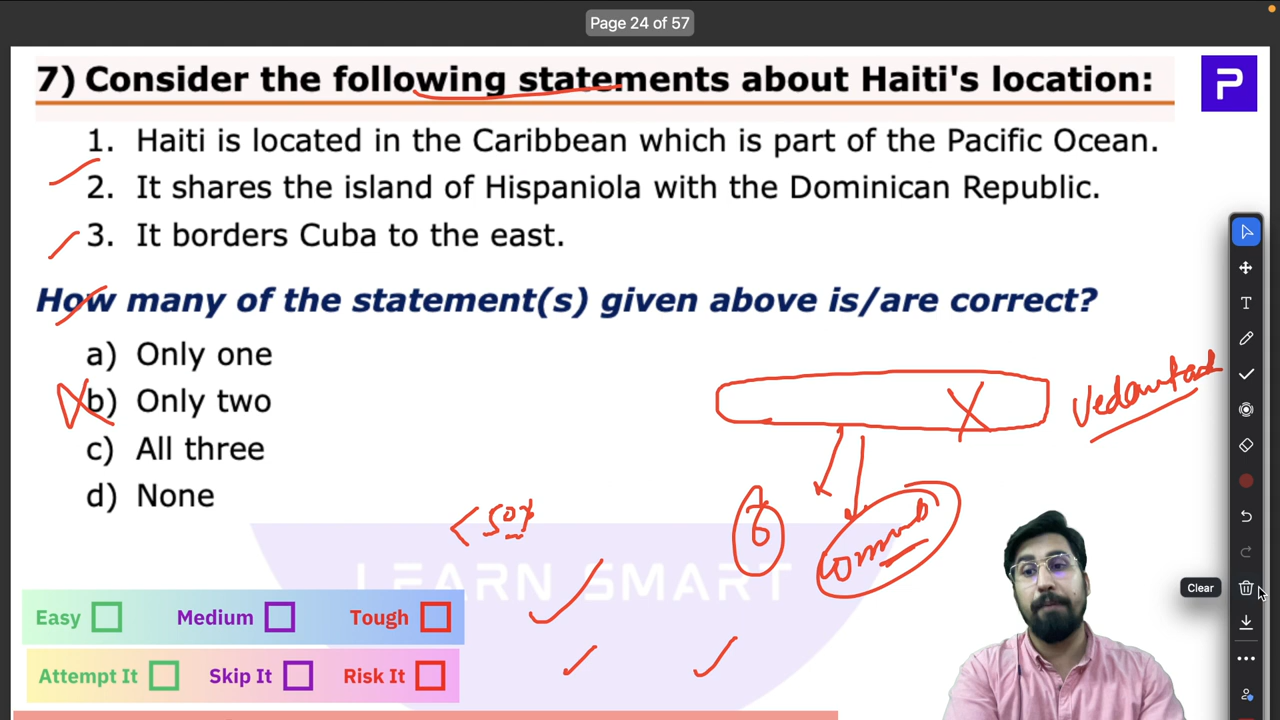 Page 24 of 57
7) Consider the following statements about Haiti's location:
1. Haiti is located in the Caribbean which is part of the Pacific Ocean.
2. It shares the island of Hispaniola with the Dominican Republic.
3. It borders Cuba to the east.
How many of the statement(s) given above is/are correct?
a) Only one
b) Only two
c) All three
d) None
<50%
LEARN SMART
Easy Medium Tough
Attempt It Skip It Risk It
Clear
P
T